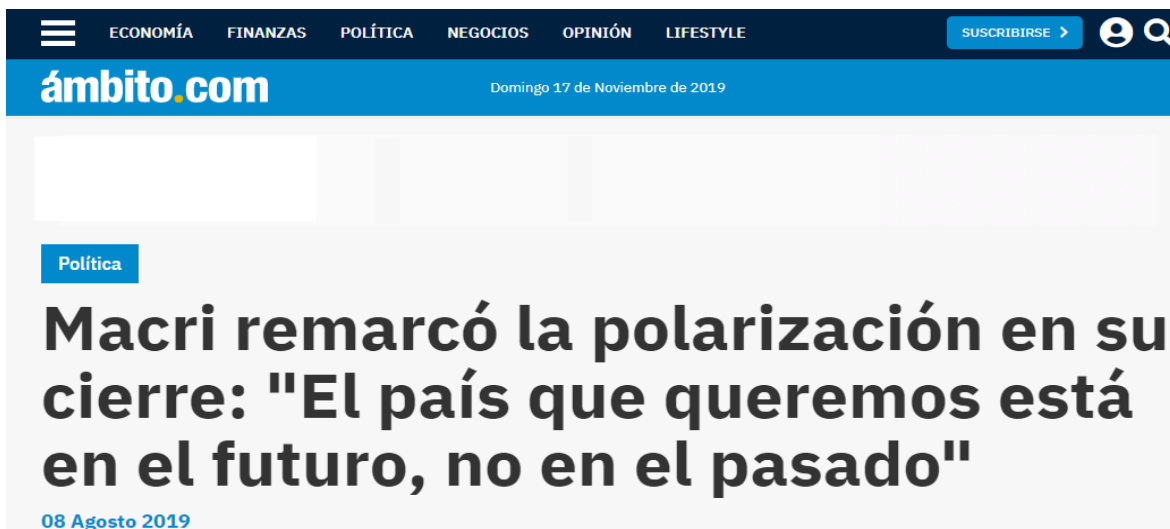 ECONOMÍA FINANZAS POLÍTICA NEGOCIOS OPINIÓN LIFESTYLE SUSCRIBIRSE
ámbito.com Domingo 17 de Noviembre de 2019
Política
Macri remarcó la polarización en su
cierre: "El país que queremos está
en el futuro, no en el pasado"
08 Agosto 2019